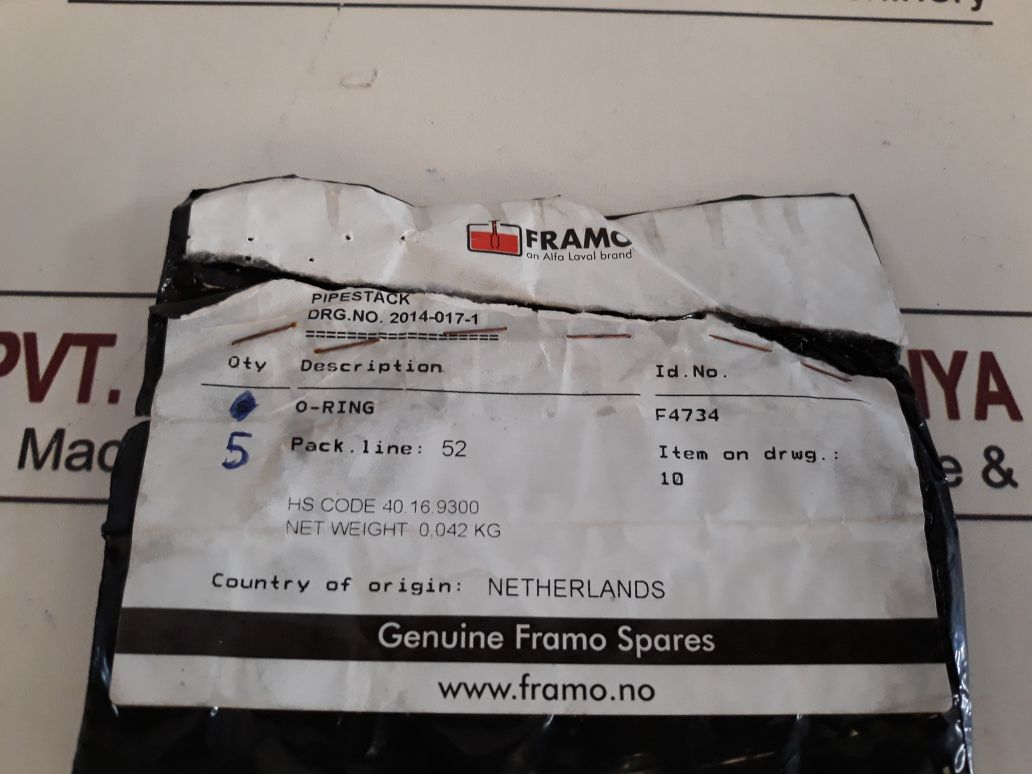 FRAMO
an Alfa Laval brand
PIPESTACK
DRG.NO. 2014-017-1
====================
Qty Description Id.No.
O-RING F4734
5 Pack.line: 52 Item on drwg.:
10
HS CODE 40.16.9300
NET WEIGHT 0,042 KG
Country of origin: NETHERLANDS
Genuine Framo Spares
www.framo.no
PVT.
e &